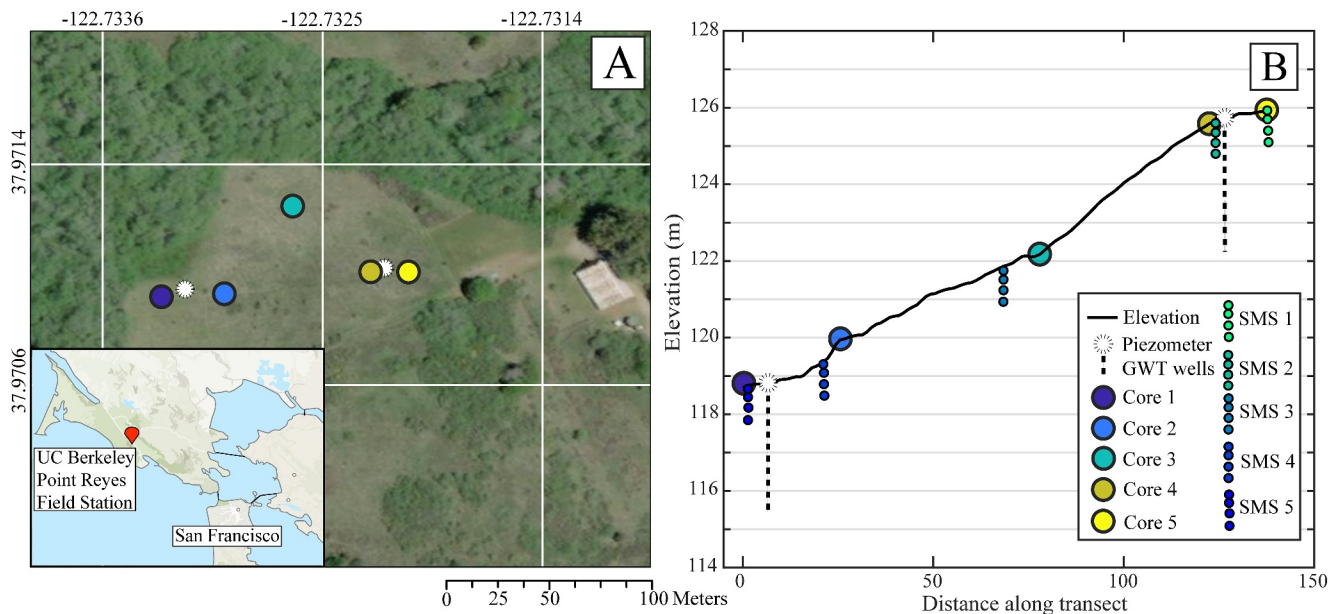 -122.7336
-122.7325
-122.7314
A
37.9714
37.9706
UC Berkeley
Point Reyes
Field Station
San Francisco
0 25 50 100 Meters
B
Elevation (m)
128
126
124
122
120
118
116
114
0 50 100 150
Distance along transect
Elevation
Piezometer
GWT wells
Core 1
Core 2
Core 3
Core 4
Core 5
SMS 1
SMS 2
SMS 3
SMS 4
SMS 5